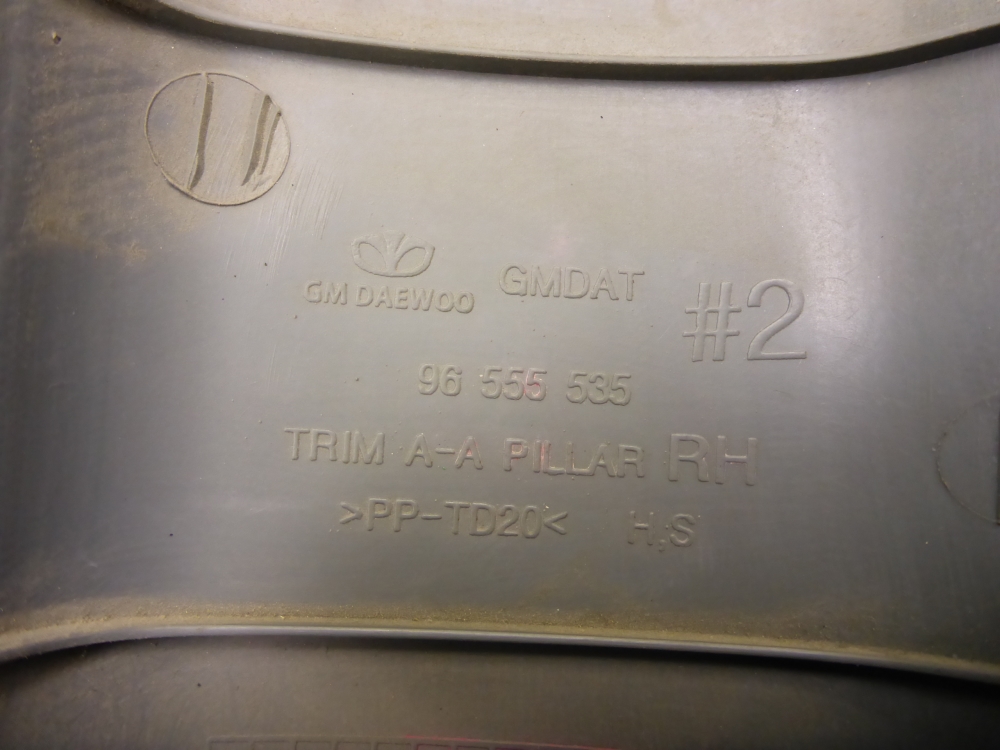 GM DAEWOO GMDAT
#2
96 555 535
TRIM A-A PILLAR RH
>PP-TD20< H,S